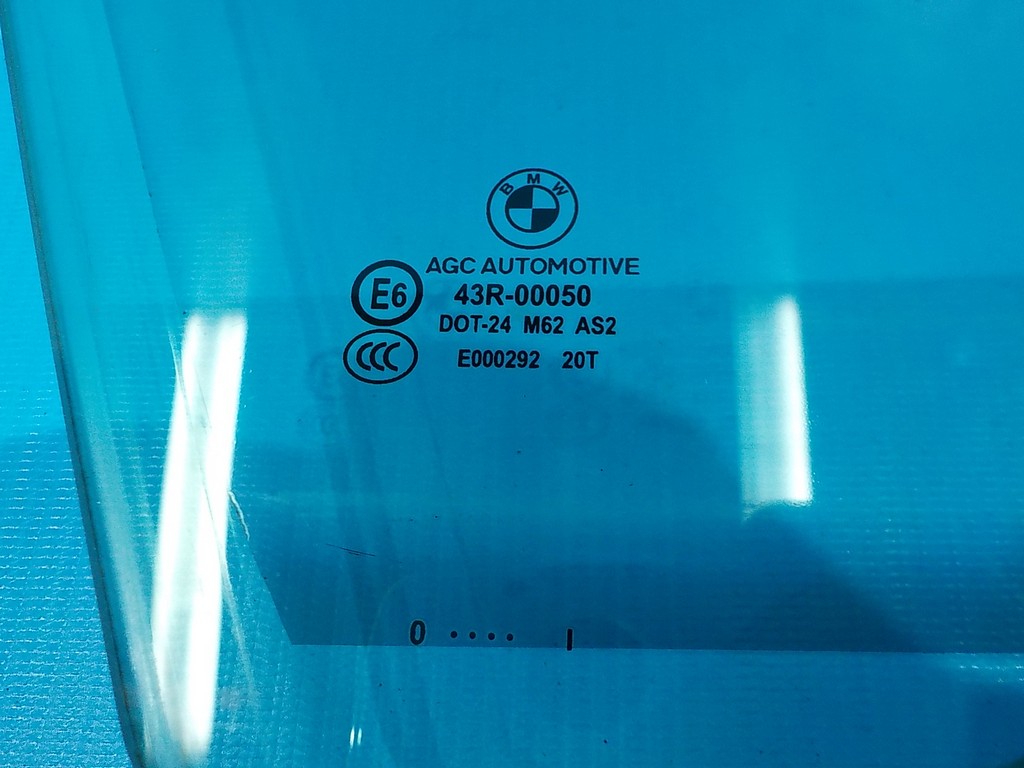 BMW
AGC AUTOMOTIVE
E6 43R-00050
DOT-24 M62 AS2
CCC E000292 20T
0 •••• I